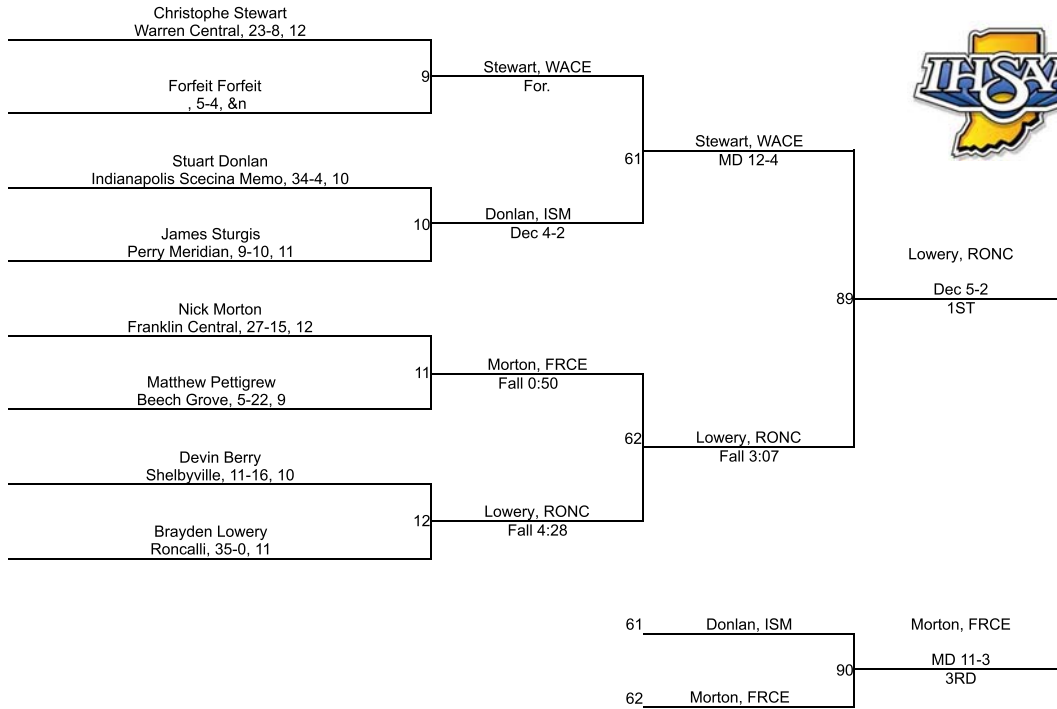 Christophe Stewart
Warren Central, 23-8, 12
Forfeit Forfeit
, 5-4, &n
9
Stewart, WACE
For.
Stuart Donlan
Indianapolis Scecina Memo, 34-4, 10
James Sturgis
Perry Meridian, 9-10, 11
10
Donlan, ISM
Dec 4-2
61
Stewart, WACE
MD 12-4
Nick Morton
Franklin Central, 27-15, 12
Matthew Pettigrew
Beech Grove, 5-22, 9
11
Morton, FRCE
Fall 0:50
Devin Berry
Shelbyville, 11-16, 10
Brayden Lowery
Roncalli, 35-0, 11
12
Lowery, RONC
Fall 4:28
62
Lowery, RONC
Fall 3:07
89
Lowery, RONC
Dec 5-2
1ST
IHSAA
61
Donlan, ISM
62
Morton, FRCE
90
Morton, FRCE
MD 11-3
3RD